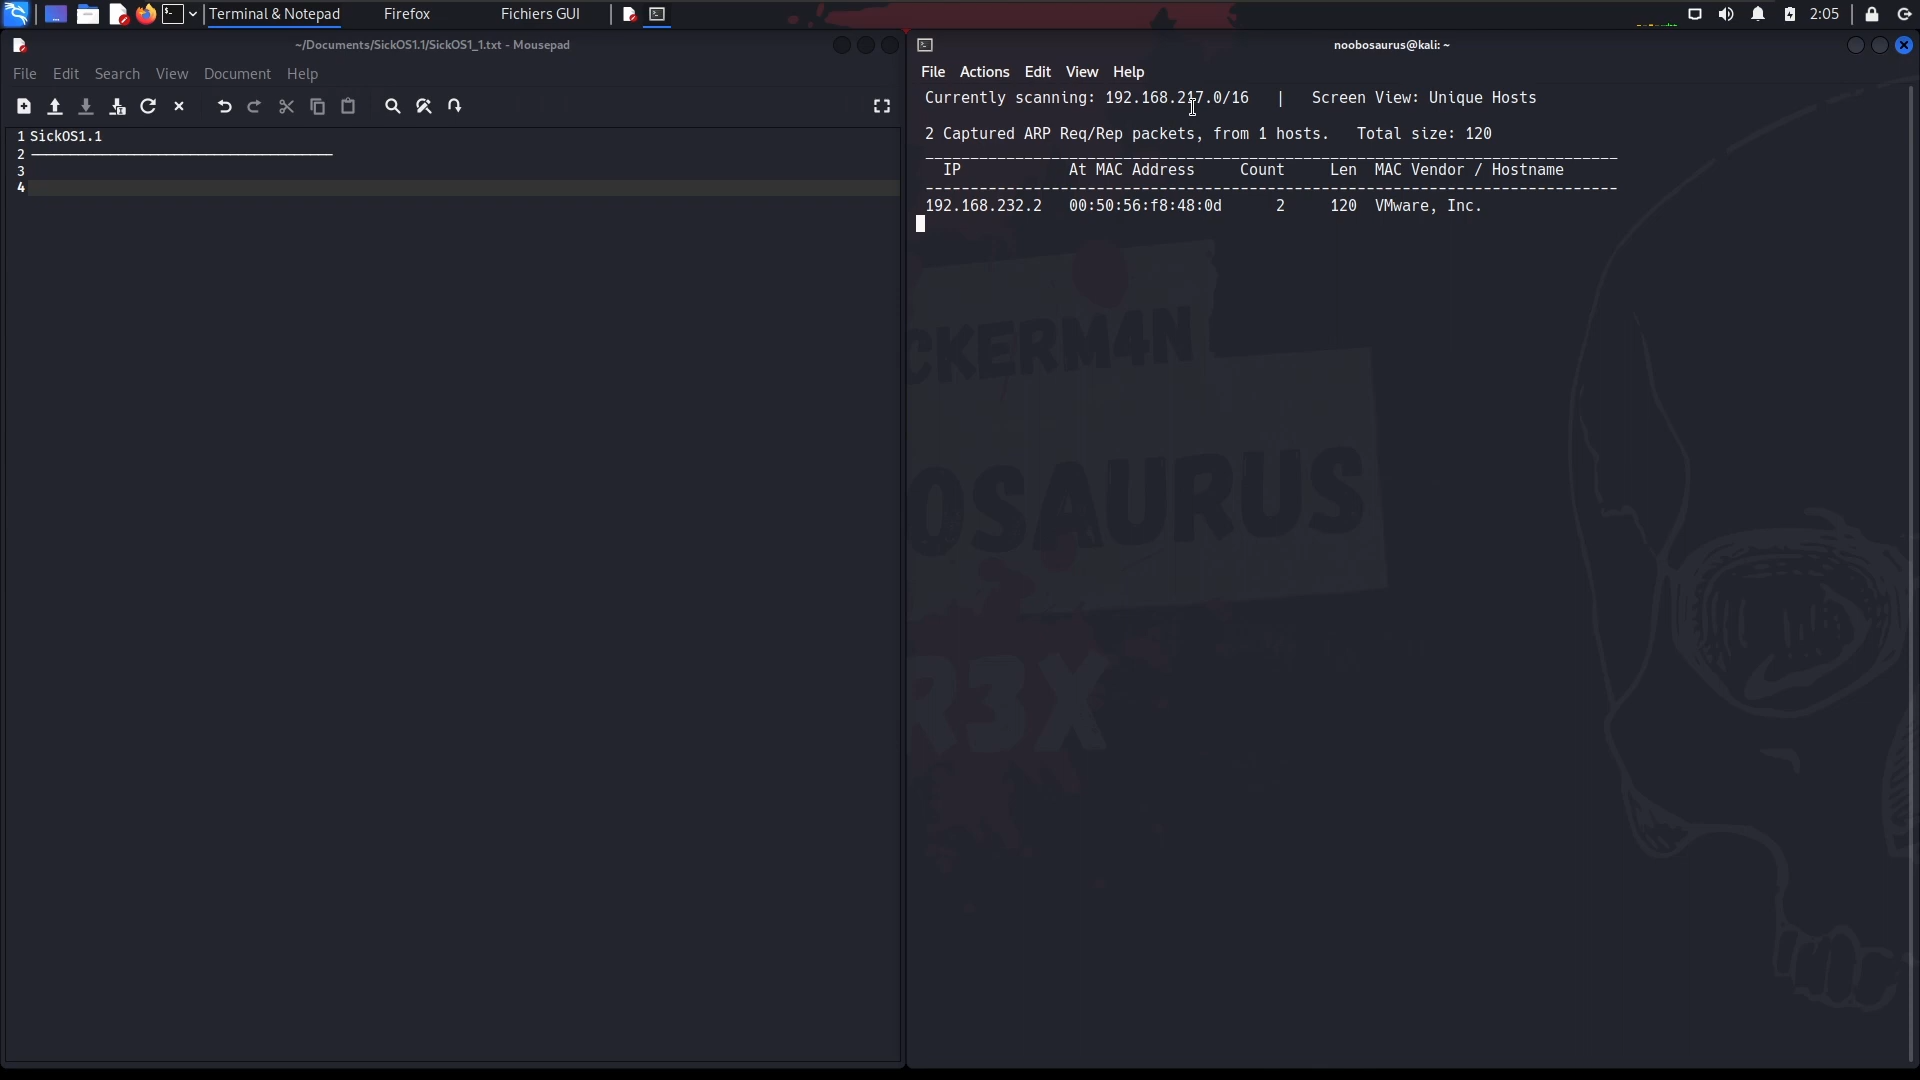 Terminal & Notepad
Firefox
Fichiers GUI
2:05
~/Documents/SickOS1.1/SickOS1_1.txt - Mousepad
File Edit Search View Document Help
1 SickOS1.1
2 ————————————————————————————
3
4
noobosaurus@kali: ~
File Actions Edit View Help
Currently scanning: 192.168.217.0/16 | Screen View: Unique Hosts
2 Captured ARP Req/Rep packets, from 1 hosts. Total size: 120
_____________________________________________________________________________
IP At MAC Address Count Len MAC Vendor / Hostname
-----------------------------------------------------------------------------
192.168.232.2 00:50:56:f8:48:0d 2 120 VMware, Inc.
CKERM4N
OSAURUS
R3X